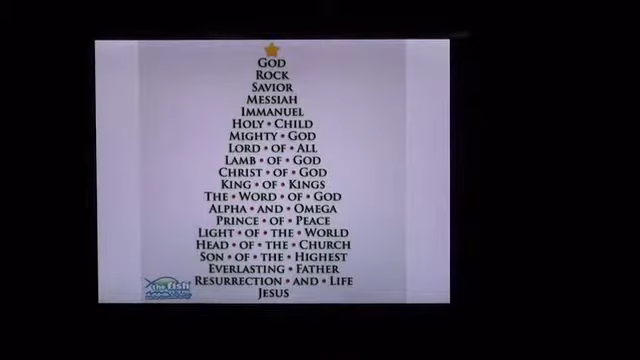 GOD
ROCK
SAVIOR
MESSIAH
IMMANUEL
HOLY • CHILD
MIGHTY • GOD
LORD • OF • ALL
LAMB • OF • GOD
CHRIST • OF • GOD
KING • OF • KINGS
THE • WORD • OF • GOD
ALPHA • AND • OMEGA
PRINCE • OF • PEACE
LIGHT • OF • THE • WORLD
HEAD • OF • THE • CHURCH
SON • OF • THE • HIGHEST
EVERLASTING • FATHER
RESURRECTION • AND • LIFE
JESUS
the Fish